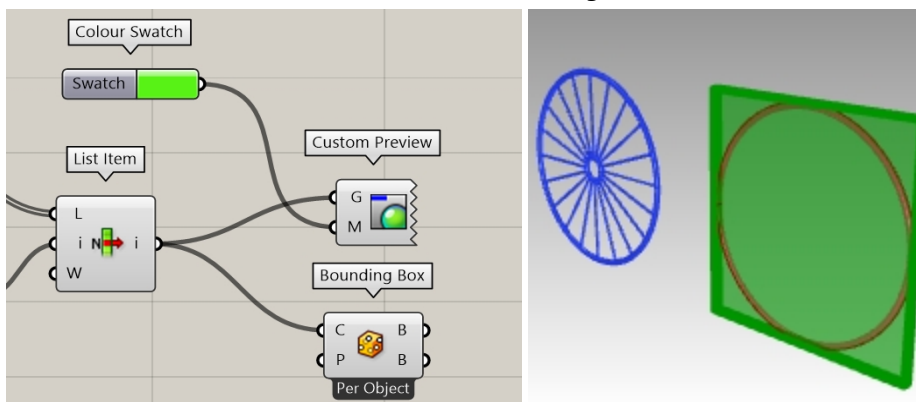 Colour Swatch
Swatch
Custom Preview
List Item
G
M
L
i N i
W
Bounding Box
C B
P B
Per Object